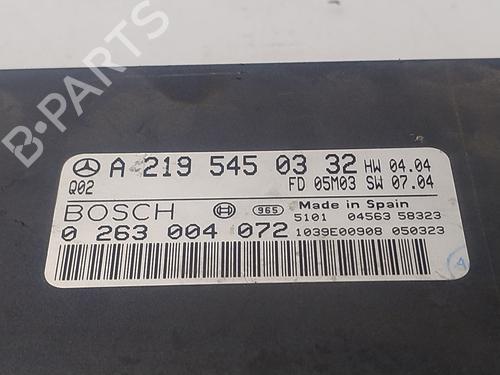 B-PARTS
A 219 545 03 32 HW 04.04
Q02 FD 05M03 SW 07.04
BOSCH 965 Made in Spain
5101 04563 58323
0 263 004 072 1039E00908 050323
A